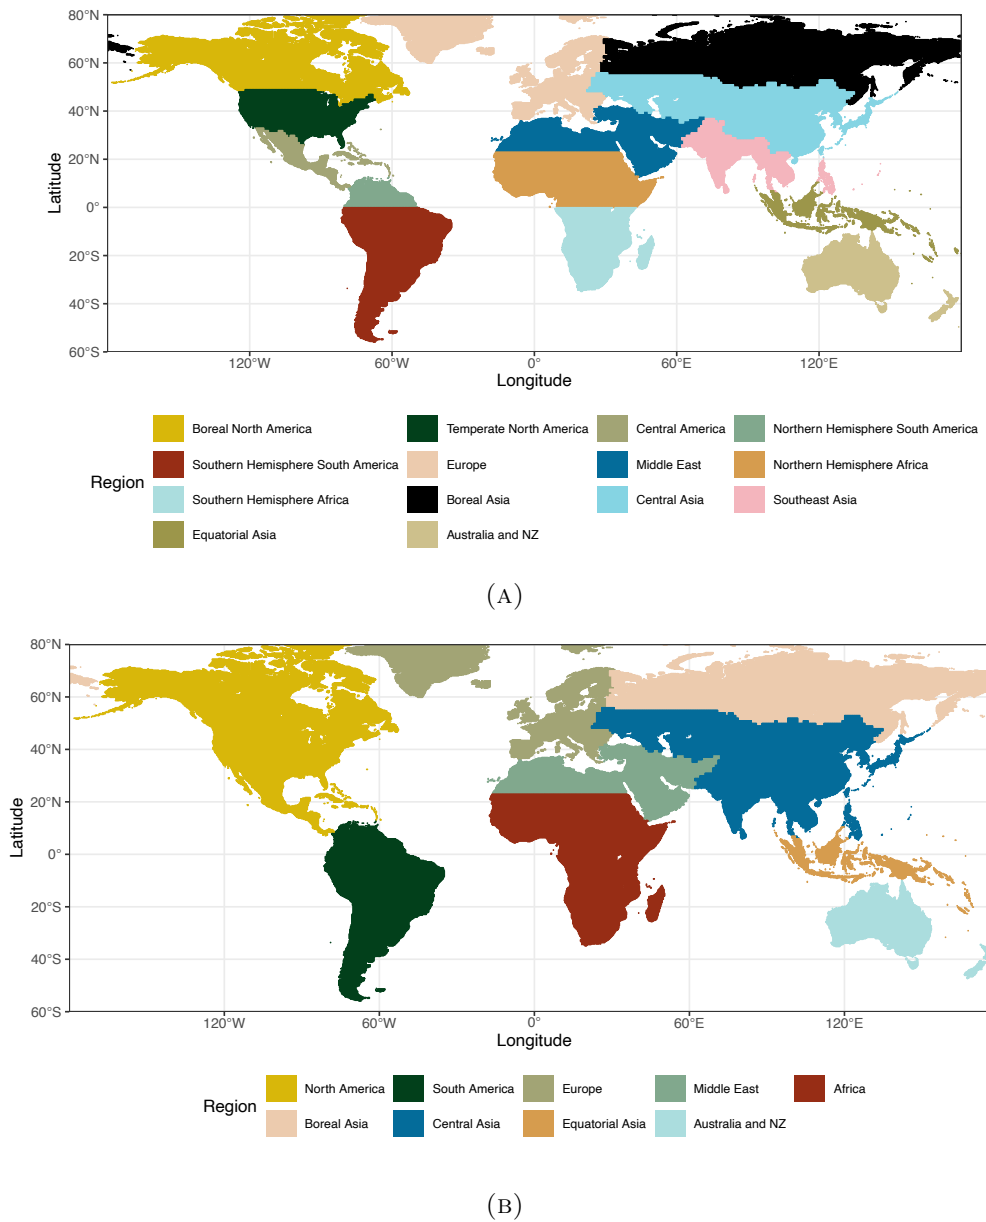 80°N
60°N
40°N
20°N
0°
20°S
40°S
60°S
Latitude
120°W 60°W 0° 60°E 120°E
Longitude
Region
Boreal North America Temperate North America Central America Northern Hemisphere South America
Southern Hemisphere South America Europe Middle East Northern Hemisphere Africa
Southern Hemisphere Africa Boreal Asia Central Asia Southeast Asia
Equatorial Asia Australia and NZ
(A)
80°N
60°N
40°N
20°N
0°
20°S
40°S
60°S
Latitude
120°W 60°W 0° 60°E 120°E
Longitude
Region
North America South America Europe Middle East Africa
Boreal Asia Central Asia Equatorial Asia Australia and NZ
(B)